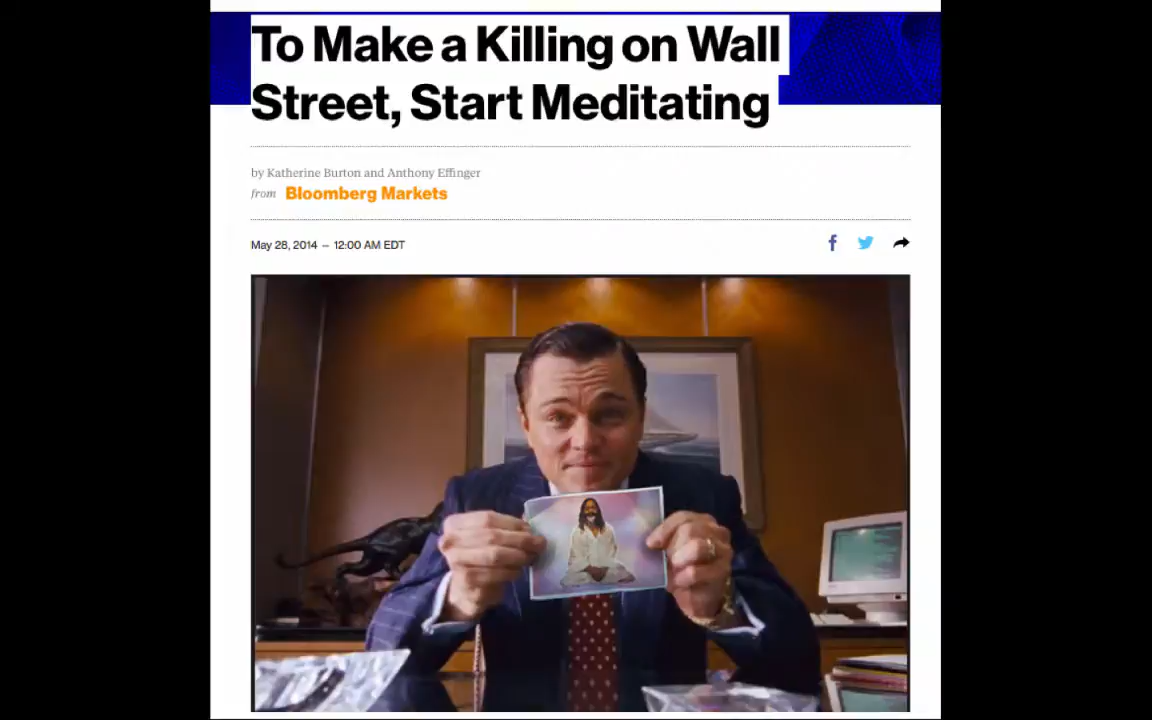 To Make a Killing on Wall
Street, Start Meditating
by Katherine Burton and Anthony Effinger
from Bloomberg Markets
May 28, 2014 — 12:00 AM EDT